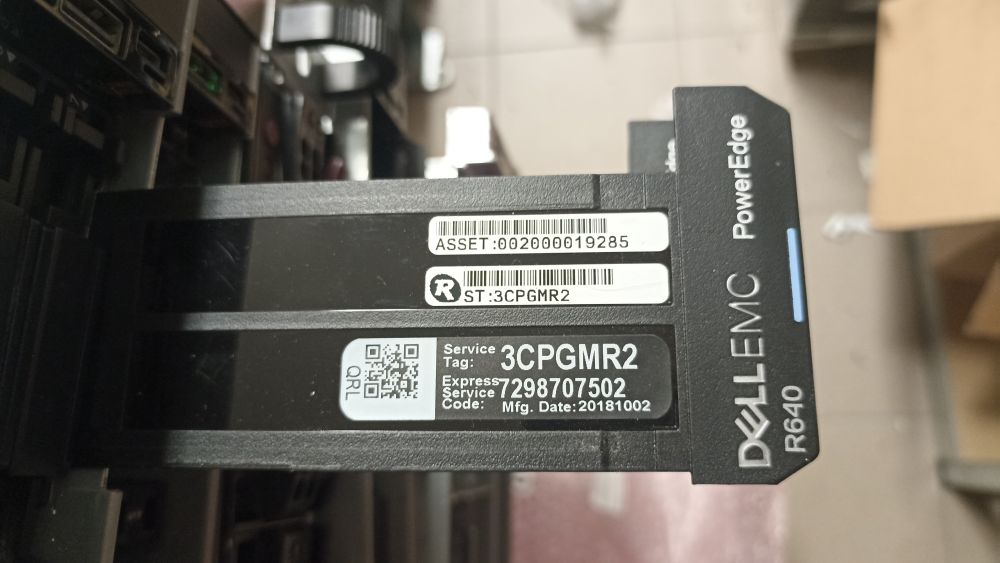 ASSET:002000019285
R
ST:3CPGMR2
QRL
Service Tag: 3CPGMR2
Express Service Code: 7298707502
Mfg. Date: 20181002
DELL EMC PowerEdge
R640